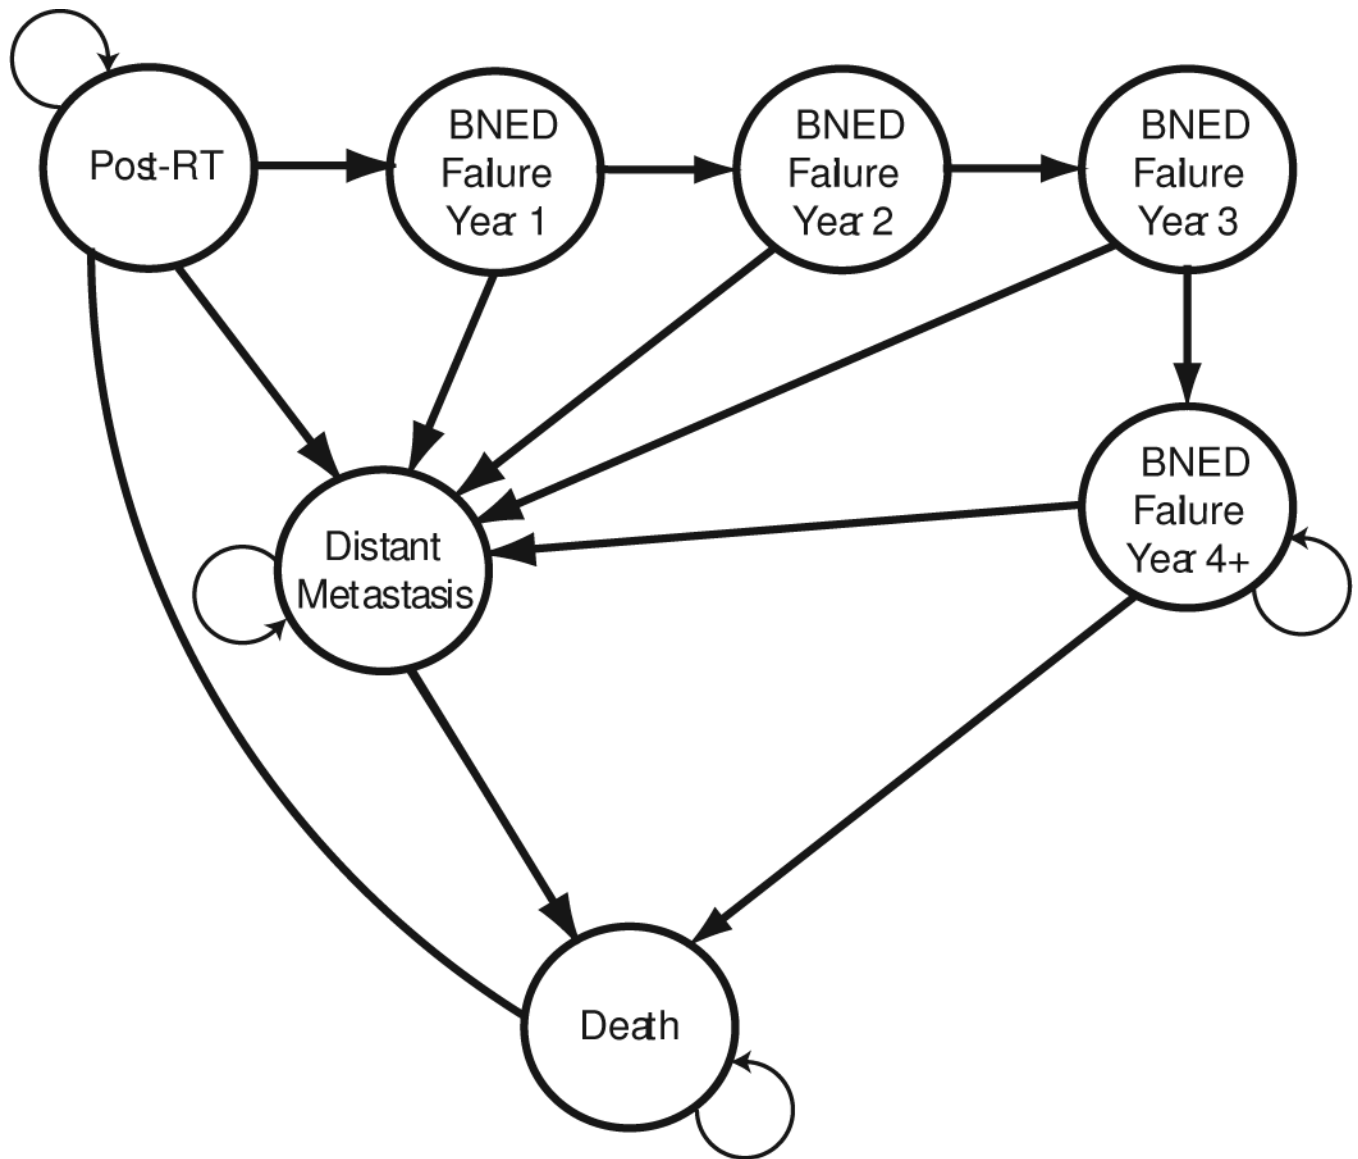 Post-RT
BNED
Failure
Year 1
BNED
Failure
Year 2
BNED
Failure
Year 3
BNED
Failure
Year 4+
Distant
Metastasis
Death